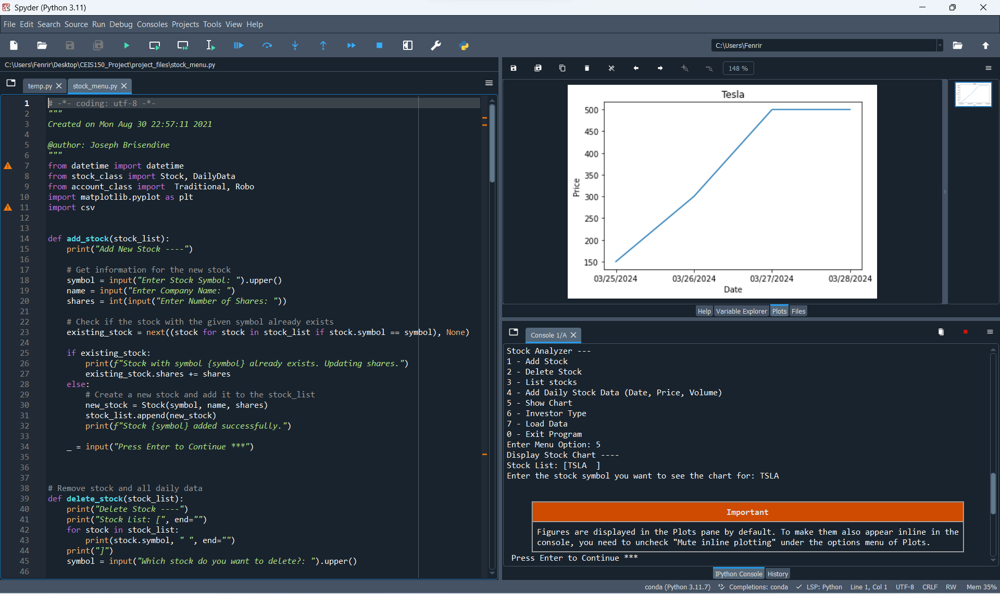 Spyder (Python 3.11)
File Edit Search Source Run Debug Consoles Projects Tools View Help
C:\Users\Fenrir
C:\Users\Fenrir\Desktop\CEIS150_Project\project_files\stock_menu.py
temp.py
stock_menu.py
1 # -*- coding: utf-8 -*-
2 """
3 Created on Mon Aug 30 22:57:11 2021
4
5 @author: Joseph Brisendine
6 """
7 from datetime import datetime
8 from stock_class import Stock, DailyData
9 from account_class import  Traditional, Robo
10 import matplotlib.pyplot as plt
11 import csv
12
13
14 def add_stock(stock_list):
15     print("Add New Stock ----")
16
17     # Get information for the new stock
18     symbol = input("Enter Stock Symbol: ").upper()
19     name = input("Enter Company Name: ")
20     shares = int(input("Enter Number of Shares: "))
21
22     # Check if the stock with the given symbol already exists
23     existing_stock = next((stock for stock in stock_list if stock.symbol == symbol), None)
24
25     if existing_stock:
26         print(f"Stock with symbol {symbol} already exists. Updating shares.")
27         existing_stock.shares += shares
28     else:
29         # Create a new stock and add it to the stock_list
30         new_stock = Stock(symbol, name, shares)
31         stock_list.append(new_stock)
32         print(f"Stock {symbol} added successfully.")
33
34     _ = input("Press Enter to Continue ***")
35
36
37
38 # Remove stock and all daily data
39 def delete_stock(stock_list):
40     print("Delete Stock ----")
41     print("Stock List: [", end="")
42     for stock in stock_list:
43         print(stock.symbol, " ", end="")
44     print("]")
45     symbol = input("Which stock do you want to delete?: ").upper()
46
148 %
Tesla
500
450
400
350
300
250
200
150
Price
03/25/2024 03/26/2024 03/27/2024 03/28/2024
Date
Help Variable Explorer Plots Files
Console 1/A
Stock Analyzer ---
1 - Add Stock
2 - Delete Stock
3 - List stocks
4 - Add Daily Stock Data (Date, Price, Volume)
5 - Show Chart
6 - Investor Type
7 - Load Data
0 - Exit Program
Enter Menu Option: 5
Display Stock Chart ----
Stock List: [TSLA  ]
Enter the stock symbol you want to see the chart for: TSLA
Important
Figures are displayed in the Plots pane by default. To make them also appear inline in the
console, you need to uncheck "Mute inline plotting" under the options menu of Plots.
Press Enter to Continue ***
IPython Console History
conda (Python 3.11.7) Completions: conda LSP: Python Line 1, Col 1 UTF-8 CRLF RW Mem 35%